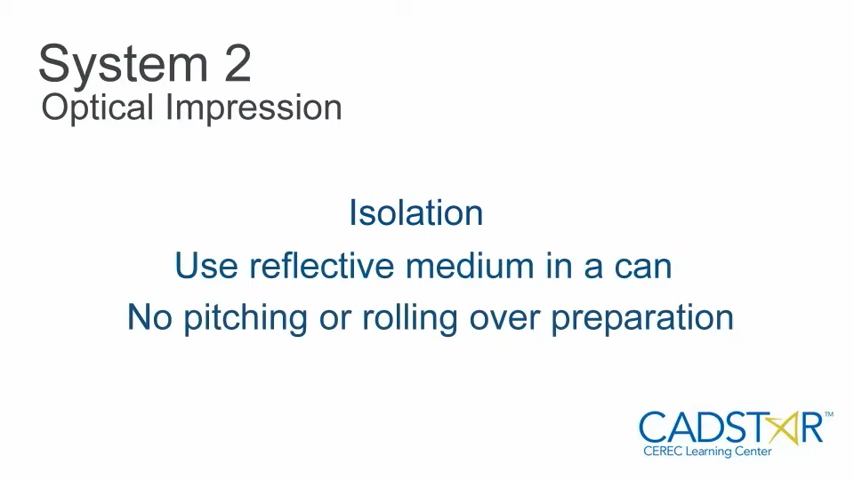 System 2
Optical Impression
Isolation
Use reflective medium in a can
No pitching or rolling over preparation
CADSTAR™
CEREC Learning Center